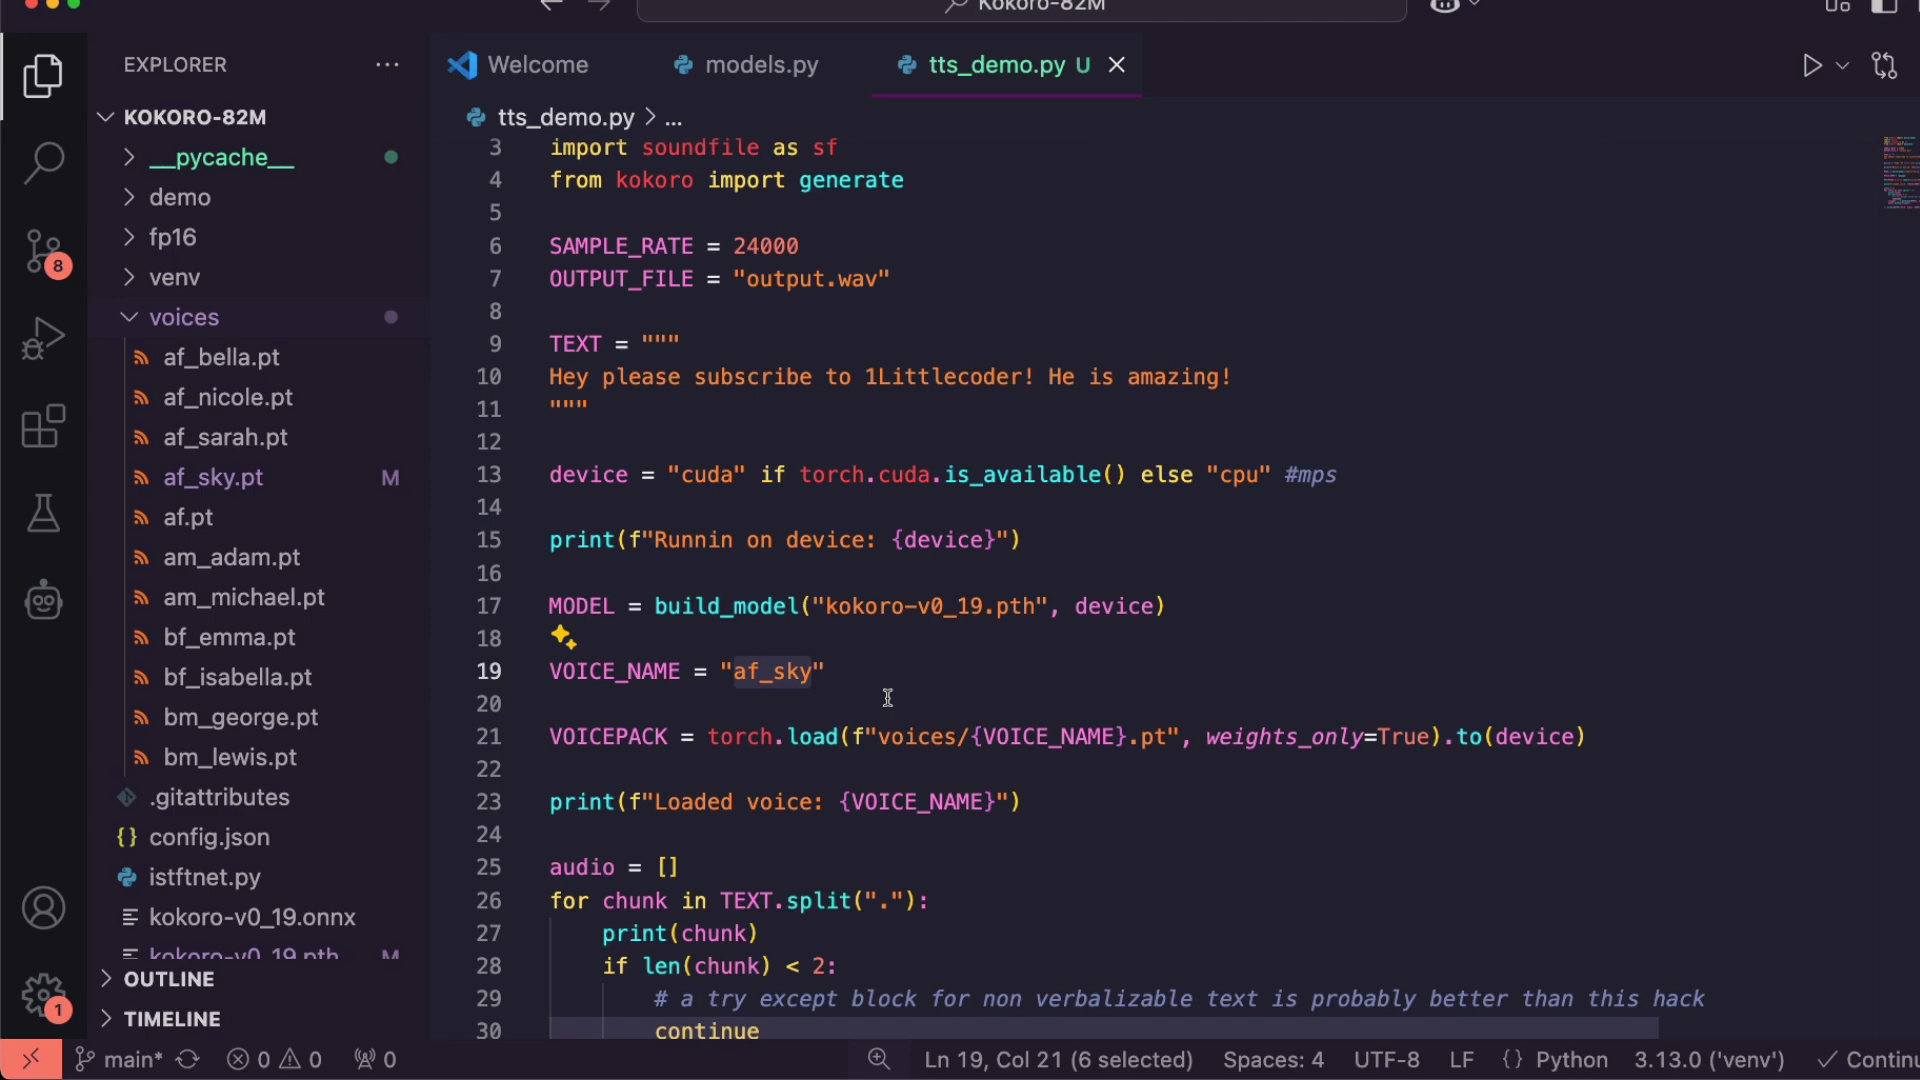 Kokoro-82M
EXPLORER ...
Welcome
models.py
tts_demo.py U
KOKORO-82M
__pycache__
demo
fp16
venv
voices
af_bella.pt
af_nicole.pt
af_sarah.pt
af_sky.pt M
af.pt
am_adam.pt
am_michael.pt
bf_emma.pt
bf_isabella.pt
bm_george.pt
bm_lewis.pt
.gitattributes
{} config.json
istftnet.py
kokoro-v0_19.onnx
kokoro-v0_19.pth M
OUTLINE
TIMELINE
8
1
tts_demo.py > ...
3 import soundfile as sf
4 from kokoro import generate
5
6 SAMPLE_RATE = 24000
7 OUTPUT_FILE = "output.wav"
8
9 TEXT = """
10 Hey please subscribe to 1Littlecoder! He is amazing!
11 """
12
13 device = "cuda" if torch.cuda.is_available() else "cpu" #mps
14
15 print(f"Runnin on device: {device}")
16
17 MODEL = build_model("kokoro-v0_19.pth", device)
18
19 VOICE_NAME = "af_sky"
20
21 VOICEPACK = torch.load(f"voices/{VOICE_NAME}.pt", weights_only=True).to(device)
22
23 print(f"Loaded voice: {VOICE_NAME}")
24
25 audio = []
26 for chunk in TEXT.split("."):
27 print(chunk)
28 if len(chunk) < 2:
29 # a try except block for non verbalizable text is probably better than this hack
30 continue
main* 0 0 0 Ln 19, Col 21 (6 selected) Spaces: 4 UTF-8 LF {} Python 3.13.0 ('venv') Continu